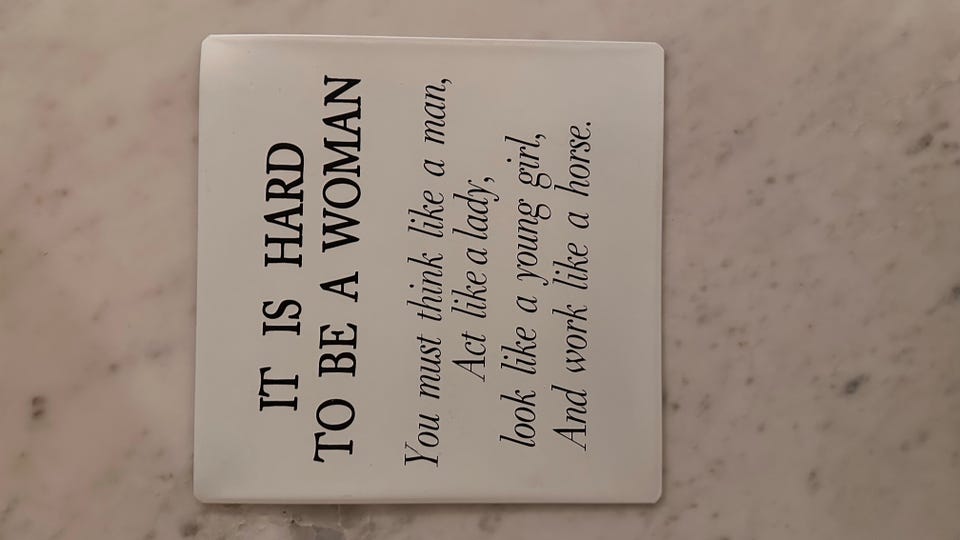 IT IS HARD
TO BE A WOMAN
You must think like a man,
Act like a lady,
look like a young girl,
And work like a horse.